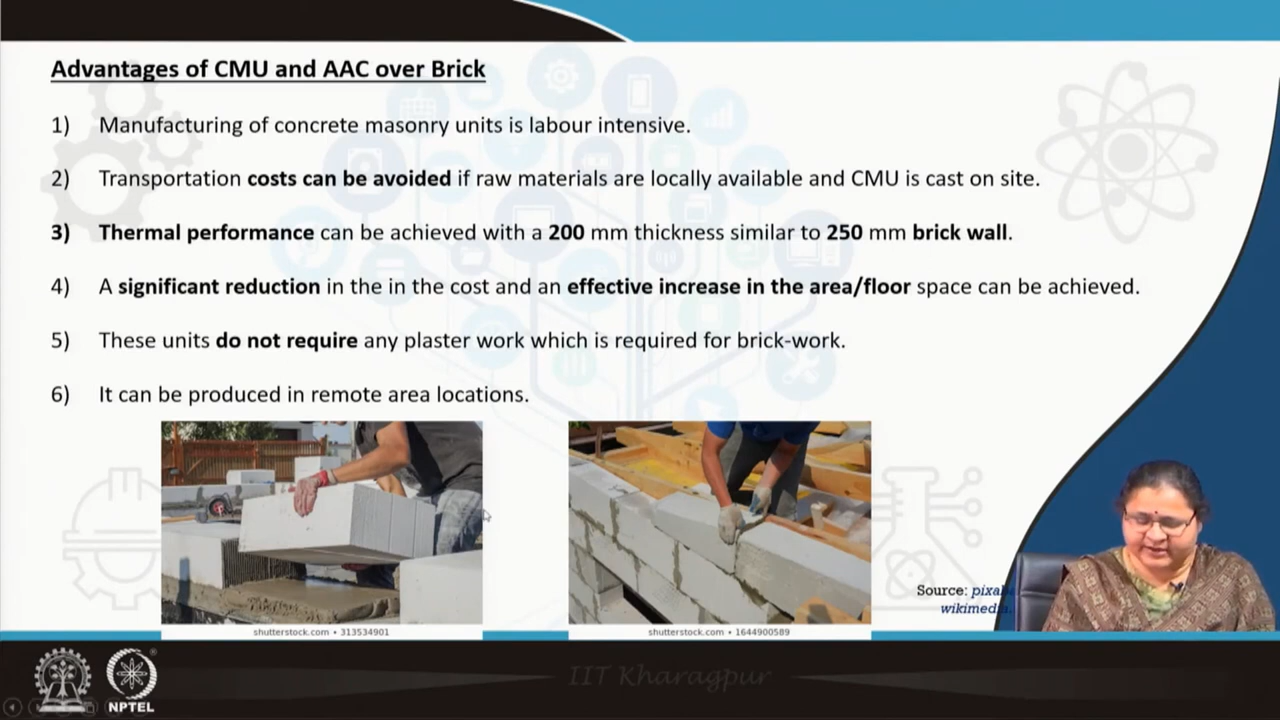 Advantages of CMU and AAC over Brick
1) Manufacturing of concrete masonry units is labour intensive.
2) Transportation costs can be avoided if raw materials are locally available and CMU is cast on site.
3) Thermal performance can be achieved with a 200 mm thickness similar to 250 mm brick wall.
4) A significant reduction in the in the cost and an effective increase in the area/floor space can be achieved.
5) These units do not require any plaster work which is required for brick-work.
6) It can be produced in remote area locations.
Source:
shutterstock.com • 313534901
shutterstock.com • 1644900589
IIT Kharagpur
NPTEL